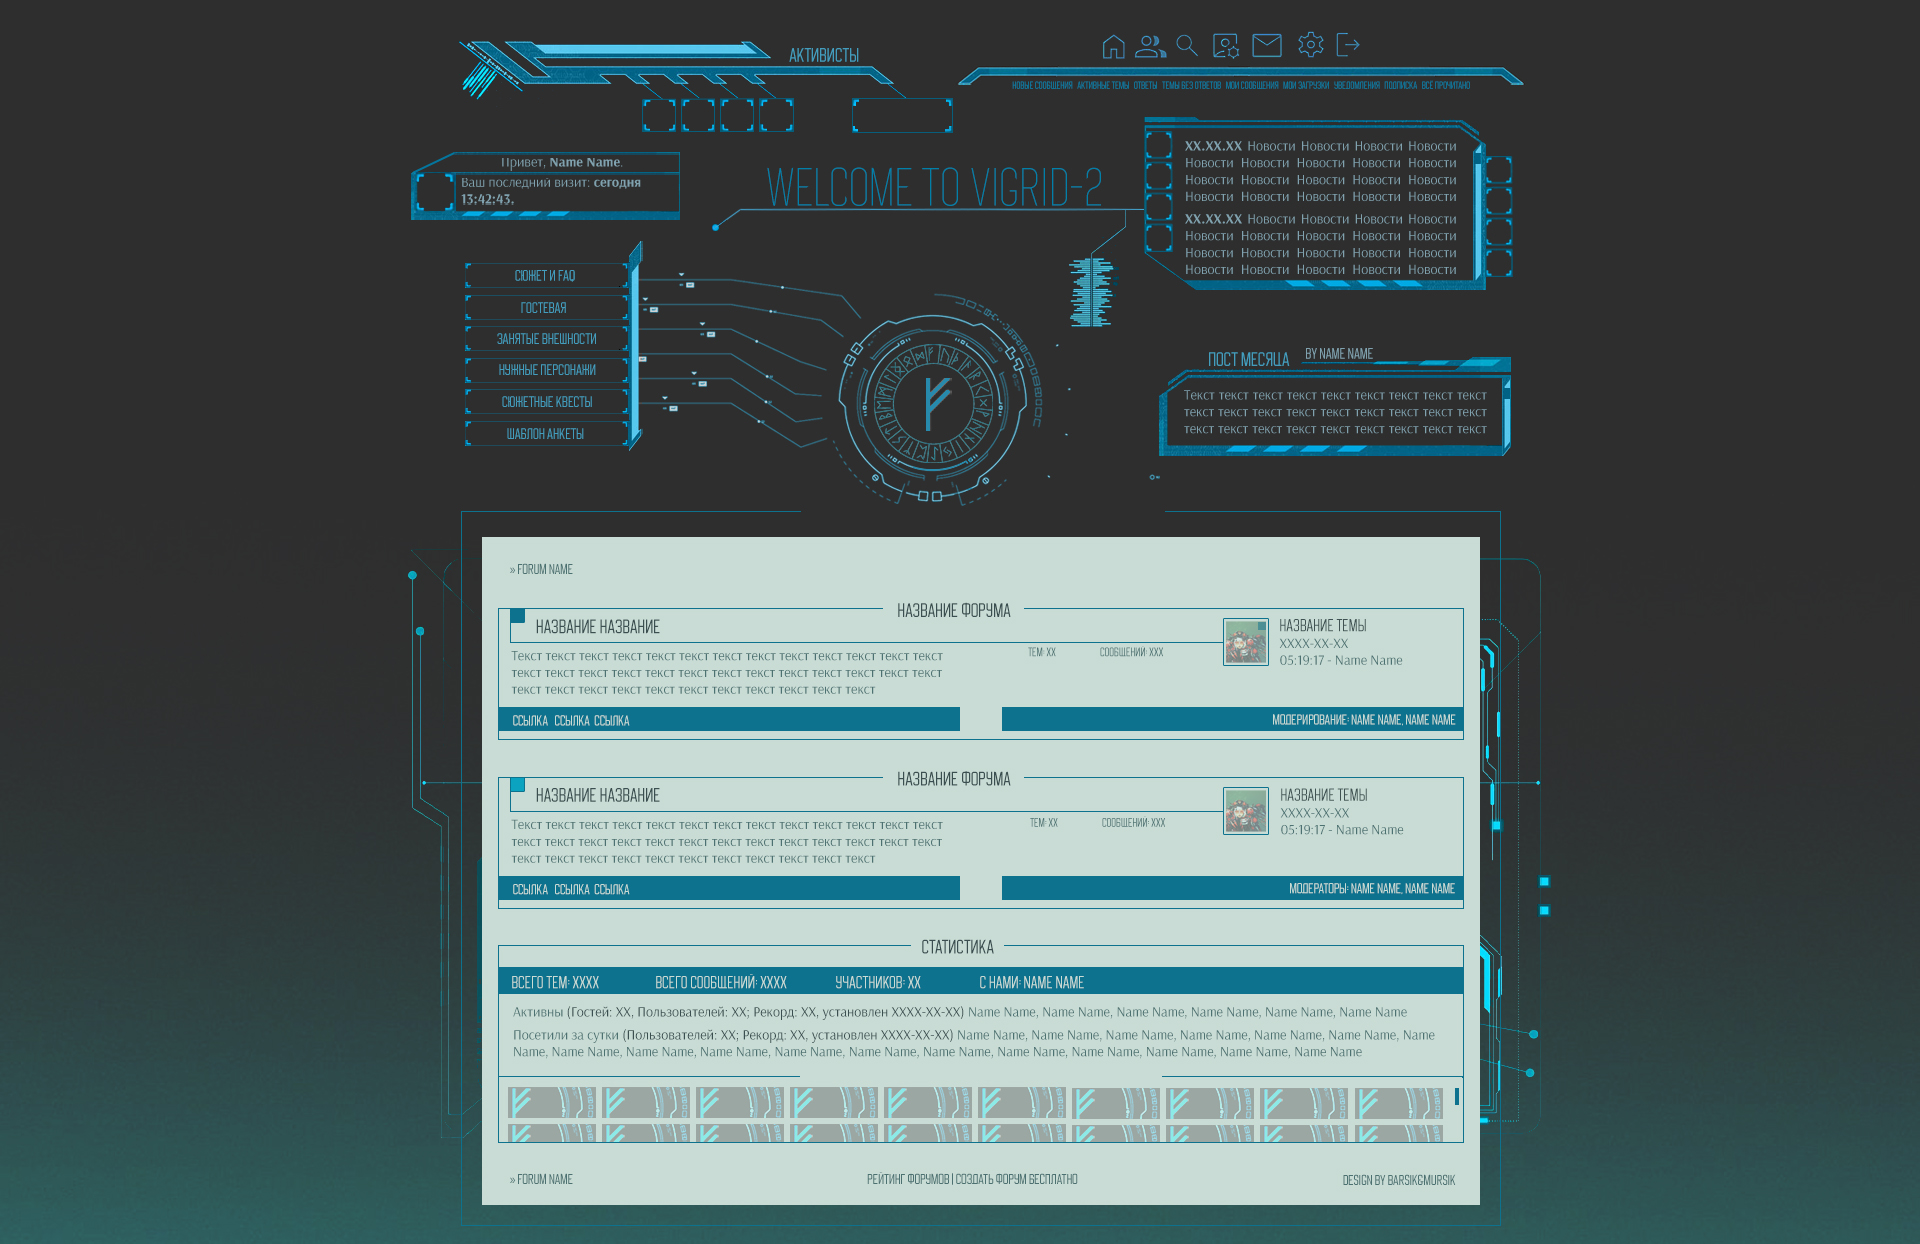 АКТИВИСТЫ
НОВЫЕ СООБЩЕНИЯ АКТИВНЫЕ ТЕМЫ ОТВЕТЫ ТЕМЫ БЕЗ ОТВЕТОВ МОИ СООБЩЕНИЯ МОИ ЗАГРУЗКИ УВЕДОМЛЕНИЯ ПОДПИСКА ВСЁ ПРОЧИТАНО
Привет, Name Name.
Ваш последний визит: сегодня
13:42:43.
WELCOME TO VIGRID-2
XX.XX.XX Новости Новости Новости Новости
Новости Новости Новости Новости Новости
Новости Новости Новости Новости Новости
Новости Новости Новости Новости Новости
XX.XX.XX Новости Новости Новости Новости
Новости Новости Новости Новости Новости
Новости Новости Новости Новости Новости
Новости Новости Новости Новости Новости
СЮЖЕТ И FAQ
ГОСТЕВАЯ
ЗАНЯТЫЕ ВНЕШНОСТИ
НУЖНЫЕ ПЕРСОНАЖИ
СЮЖЕТНЫЕ КВЕСТЫ
ШАБЛОН АНКЕТЫ
ПОСТ МЕСЯЦА BY NAME NAME
Текст текст текст текст текст текст текст текст текст
текст текст текст текст текст текст текст текст текст
текст текст текст текст текст текст текст текст текст
» FORUM NAME
НАЗВАНИЕ ФОРУМА
НАЗВАНИЕ НАЗВАНИЕ
Текст текст текст текст текст текст текст текст текст текст текст текст текст
текст текст текст текст текст текст текст текст текст текст текст текст текст
текст текст текст текст текст текст текст текст текст текст текст
ТЕМ: XX СООБЩЕНИЙ: XXX
НАЗВАНИЕ ТЕМЫ
XXXX-XX-XX
05:19:17 - Name Name
ССЫЛКА ССЫЛКА ССЫЛКА
МОДЕРИРОВАНИЕ: NAME NAME, NAME NAME
НАЗВАНИЕ ФОРУМА
НАЗВАНИЕ НАЗВАНИЕ
Текст текст текст текст текст текст текст текст текст текст текст текст текст
текст текст текст текст текст текст текст текст текст текст текст текст текст
текст текст текст текст текст текст текст текст текст текст текст
ТЕМ: XX СООБЩЕНИЙ: XXX
НАЗВАНИЕ ТЕМЫ
XXXX-XX-XX
05:19:17 - Name Name
ССЫЛКА ССЫЛКА ССЫЛКА
МОДЕРАТОРЫ: NAME NAME, NAME NAME
СТАТИСТИКА
ВСЕГО ТЕМ: XXXX ВСЕГО СООБЩЕНИЙ: XXXX УЧАСТНИКОВ: XX С НАМИ: NAME NAME
Активны (Гостей: XX, Пользователей: XX; Рекорд: XX, установлен XXXX-XX-XX) Name Name, Name Name, Name Name, Name Name, Name Name, Name Name
Посетили за сутки (Пользователей: XX; Рекорд: XX, установлен XXXX-XX-XX) Name Name, Name Name, Name Name, Name Name, Name Name, Name Name, Name
Name, Name Name, Name Name, Name Name, Name Name, Name Name, Name Name, Name Name, Name Name, Name Name, Name Name, Name Name
» FORUM NAME
РЕЙТИНГ ФОРУМОВ | СОЗДАТЬ ФОРУМ БЕСПЛАТНО
DESIGN BY BARSIK&MURSIK